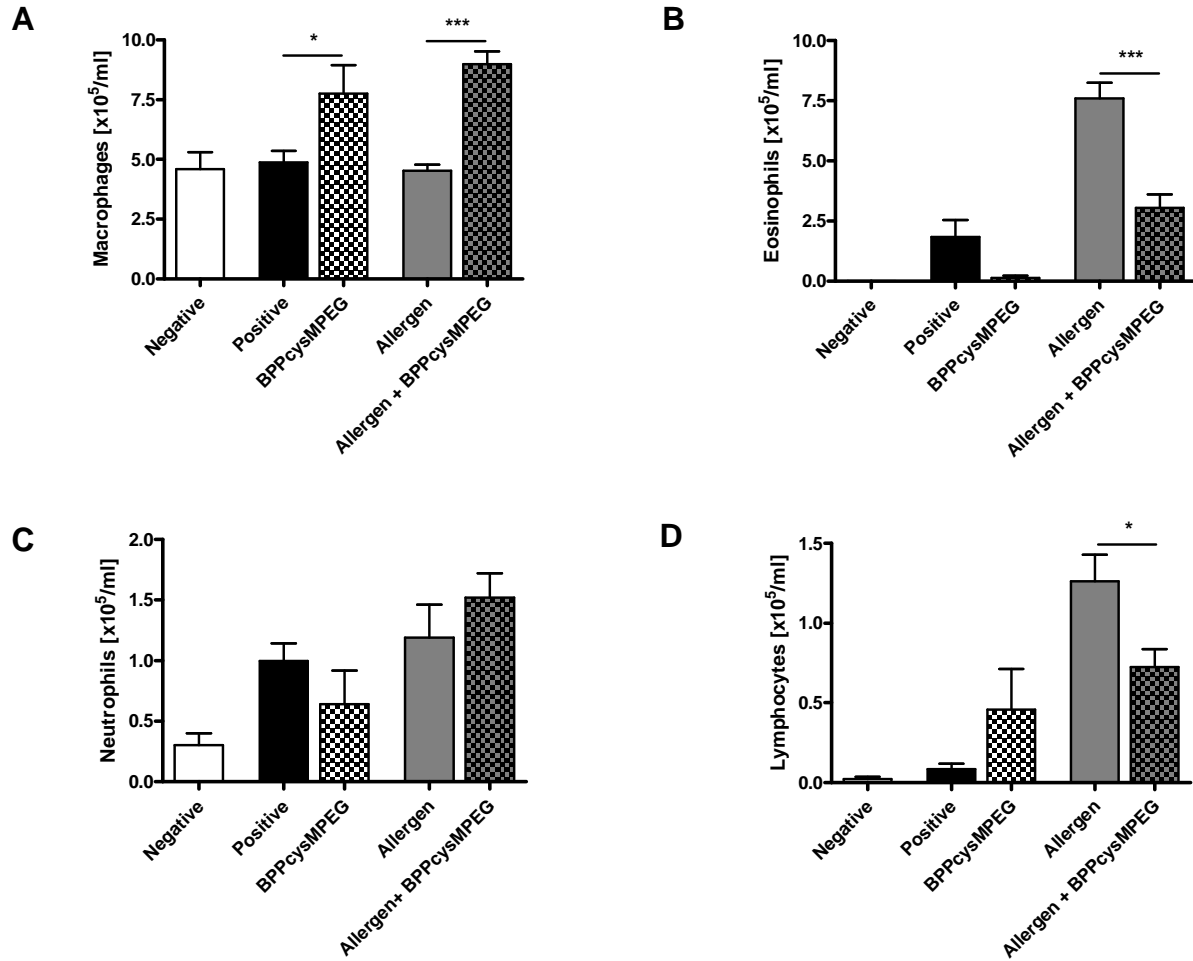 A
Macrophages [x10⁵/ml]
10.0
7.5
5.0
2.5
0.0
*
***
Negative
Positive
BPPcysMPEG
Allergen
Allergen + BPPcysMPEG
B
Eosinophils [x10⁵/ml]
10.0
7.5
5.0
2.5
0.0
***
Negative
Positive
BPPcysMPEG
Allergen
Allergen + BPPcysMPEG
C
Neutrophils [x10⁵/ml]
2.0
1.5
1.0
0.5
0.0
Negative
Positive
BPPcysMPEG
Allergen
Allergen+ BPPcysMPEG
D
Lymphocytes [x10⁵/ml]
1.5
1.0
0.5
0.0
*
Negative
Positive
BPPcysMPEG
Allergen
Allergen + BPPcysMPEG